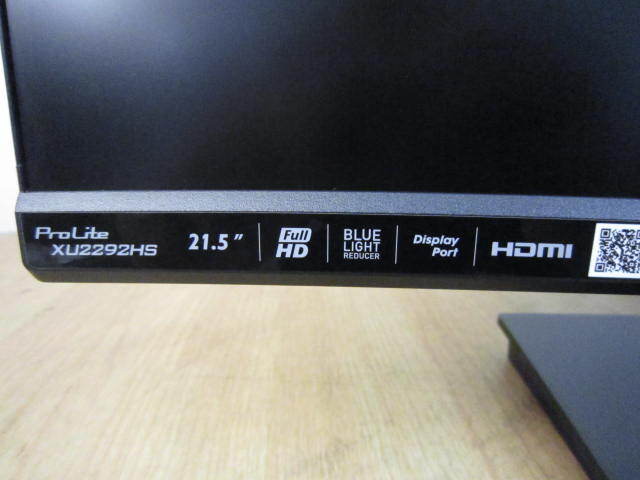 ProLite
XU2292HS
21.5"
Full
HD
BLUE
LIGHT
REDUCER
Display
Port
HDMI